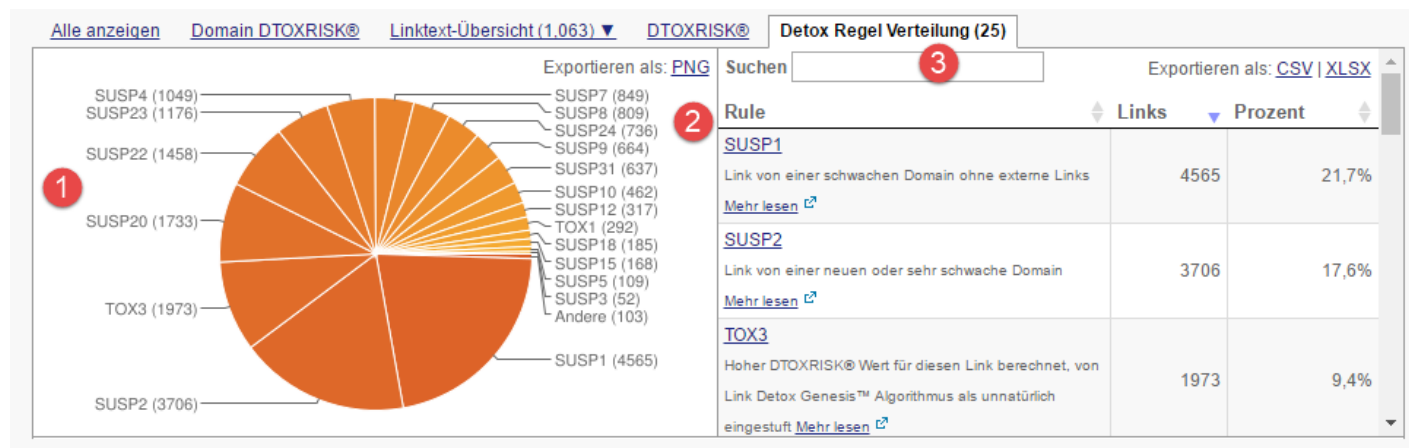 Alle anzeigen Domain DTOXRISK® Linktext-Übersicht (1,063) ▼ DTOXRISK® Detox Regel Verteilung (25)
Exportieren als: PNG
SUSP4 (1049)
SUSP23 (1176)
SUSP22 (1458)
1
SUSP20 (1733)
TOX3 (1973)
SUSP2 (3706)
SUSP7 (849)
SUSP8 (809)
SUSP24 (736)
SUSP9 (664)
SUSP31 (637)
SUSP10 (462)
SUSP12 (317)
TOX1 (292)
SUSP18 (185)
SUSP15 (168)
SUSP5 (109)
SUSP3 (52)
Andere (103)
SUSP1 (4565)
2
Suchen 3 Exportieren als: CSV | XLSX
Rule Links Prozent
SUSP1
Link von einer schwachen Domain ohne externe Links 4565 21,7%
Mehr lesen
SUSP2
Link von einer neuen oder sehr schwache Domain 3706 17,6%
Mehr lesen
TOX3
Hoher DTOXRISK® Wert für diesen Link berechnet, von
Link Detox Genesis™ Algorithmus als unnatürlich 1973 9,4%
eingestuft Mehr lesen